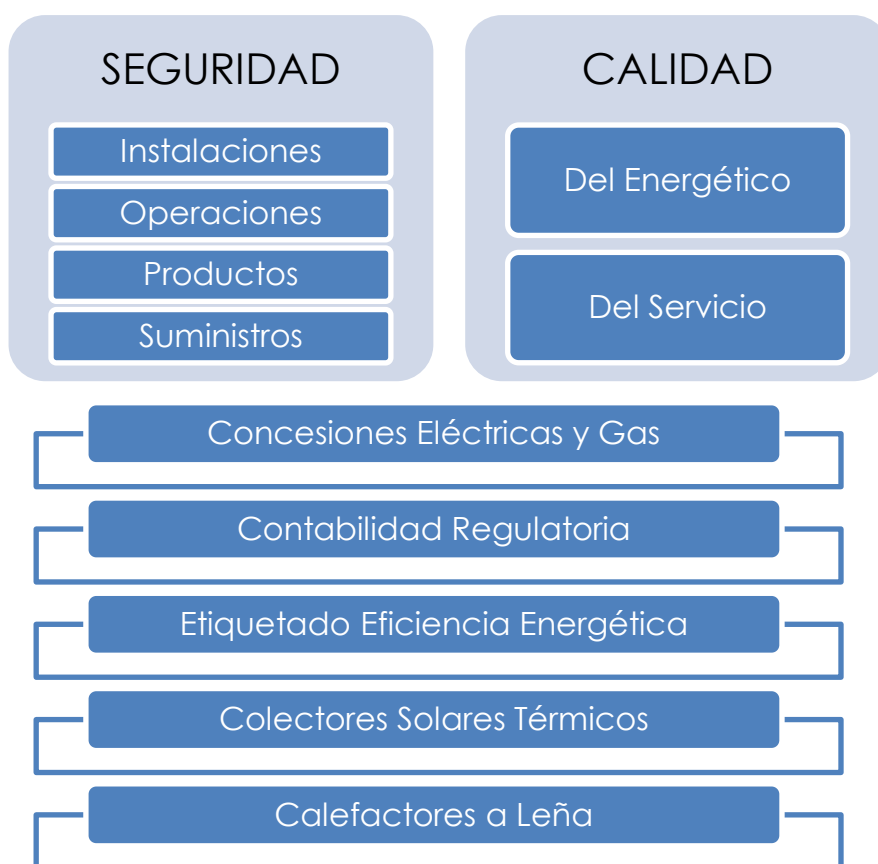 SEGURIDAD
Instalaciones
Operaciones
Productos
Suministros
CALIDAD
Del Energético
Del Servicio
Concesiones Eléctricas y Gas
Contabilidad Regulatoria
Etiquetado Eficiencia Energética
Colectores Solares Térmicos
Calefactores a Leña